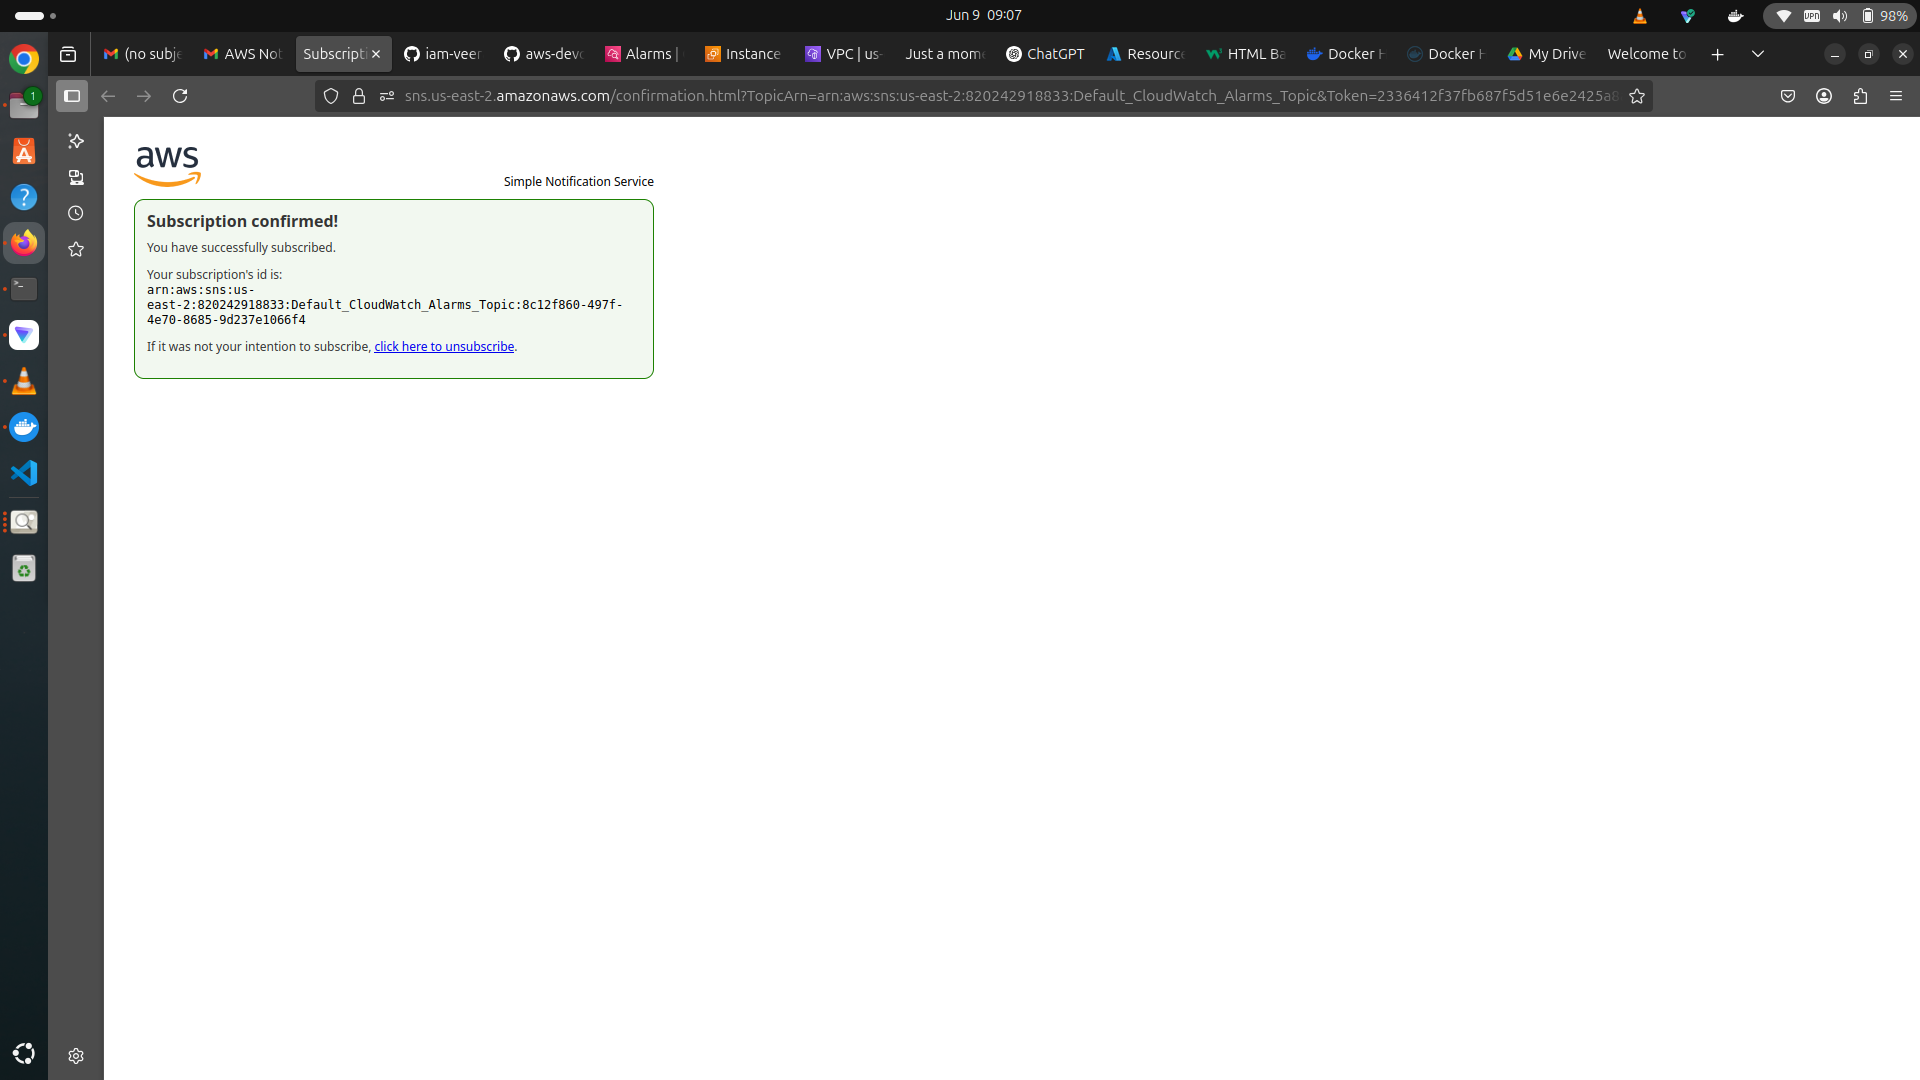 Jun 9 09:07
98%
(no subje
AWS Not
Subscripti
iam-veer
aws-devo
Alarms |
Instance
VPC | us-
Just a mome
ChatGPT
Resource
HTML Ba
Docker H
Docker H
My Drive
Welcome to
1
sns.us-east-2.amazonaws.com/confirmation.html?TopicArn=arn:aws:sns:us-east-2:820242918833:Default_CloudWatch_Alarms_Topic&Token=2336412f37fb687f5d51e6e2425a8
aws
Simple Notification Service
Subscription confirmed!
You have successfully subscribed.
Your subscription's id is:
arn:aws:sns:us-
east-2:820242918833:Default_CloudWatch_Alarms_Topic:8c12f860-497f-
4e70-8685-9d237e1066f4
If it was not your intention to subscribe, click here to unsubscribe.